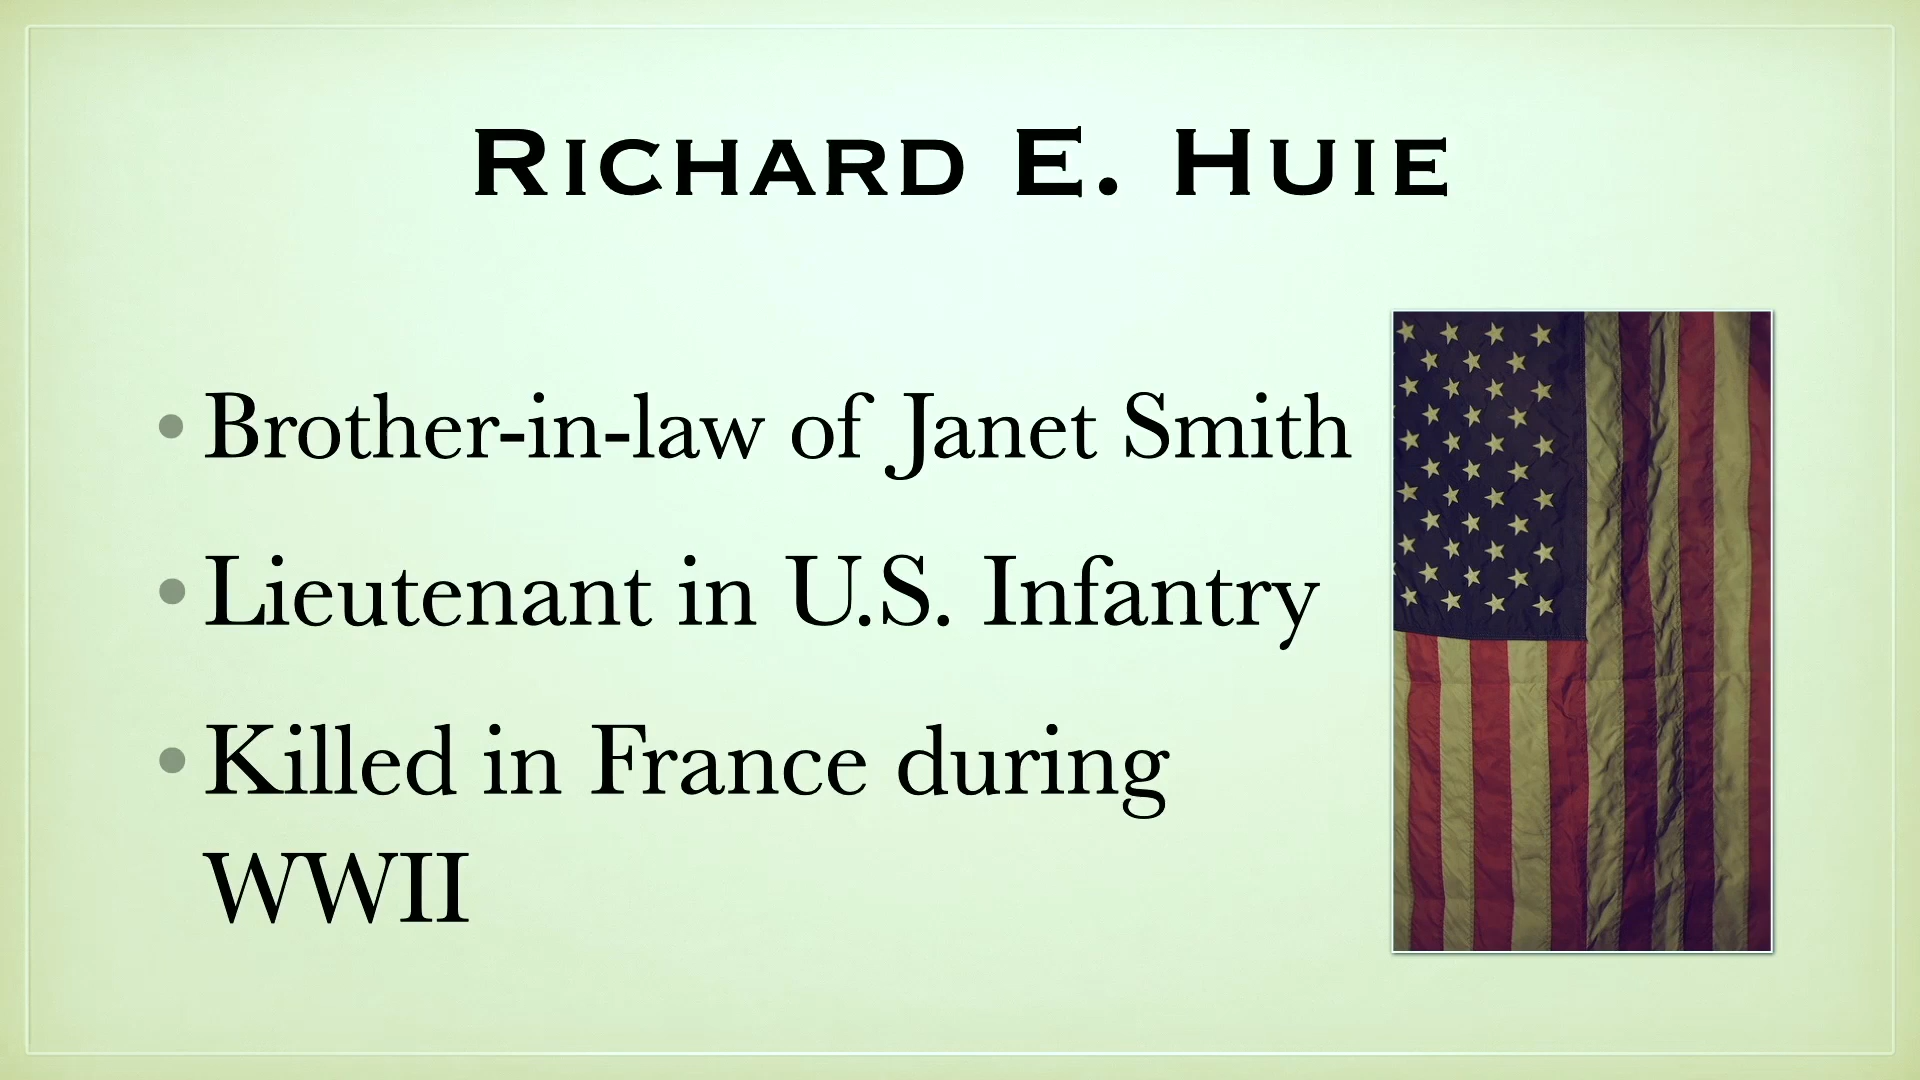 Richard E. Huie
• Brother-in-law of Janet Smith
• Lieutenant in U.S. Infantry
• Killed in France during
WWII